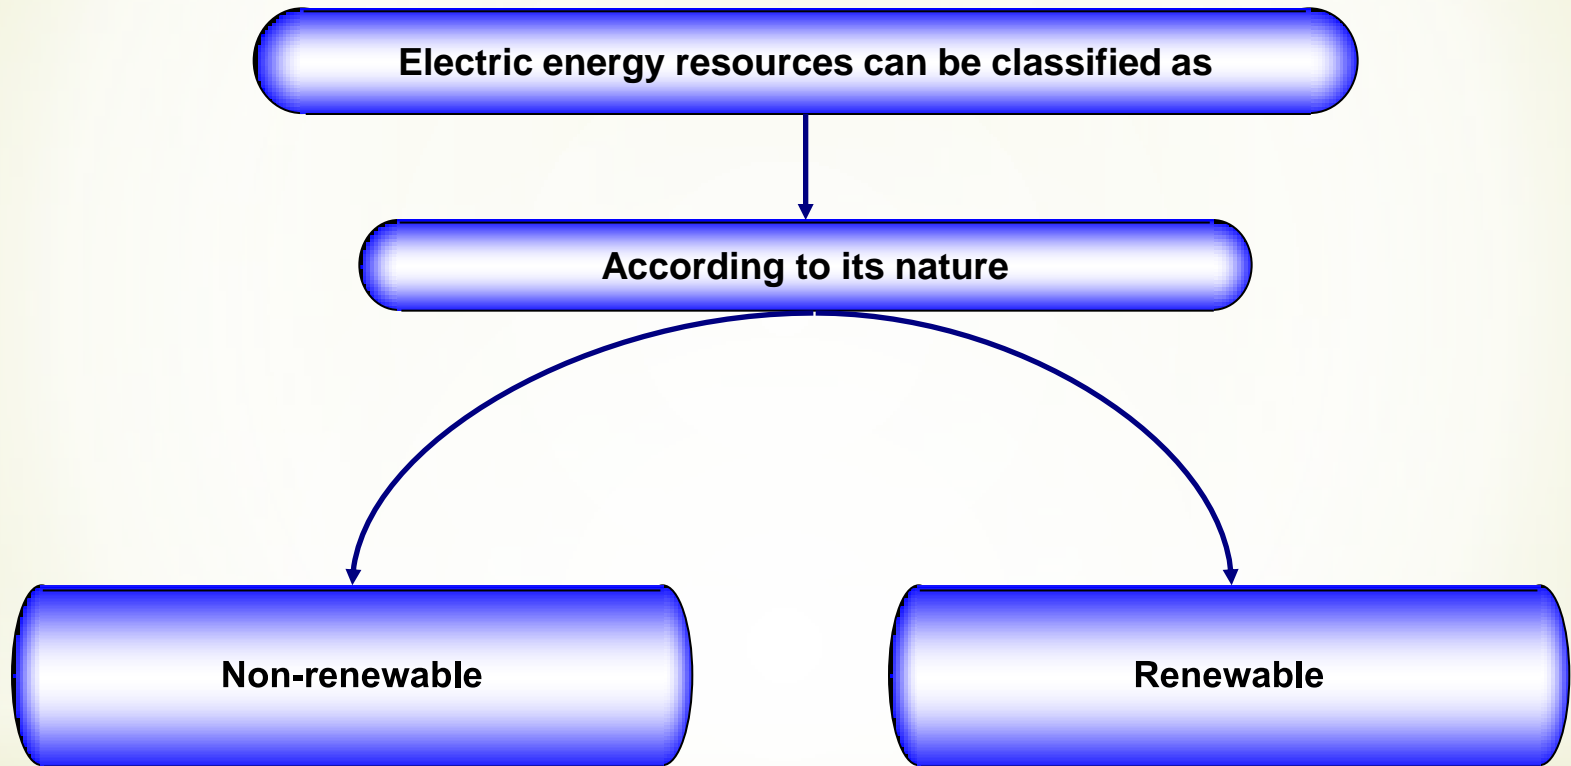 Electric energy resources can be classified as
According to its nature
Non-renewable
Renewable